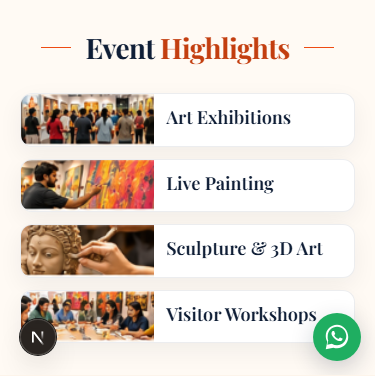 Event Highlights
Art Exhibitions
Live Painting
Sculpture & 3D Art
Visitor Workshops
N